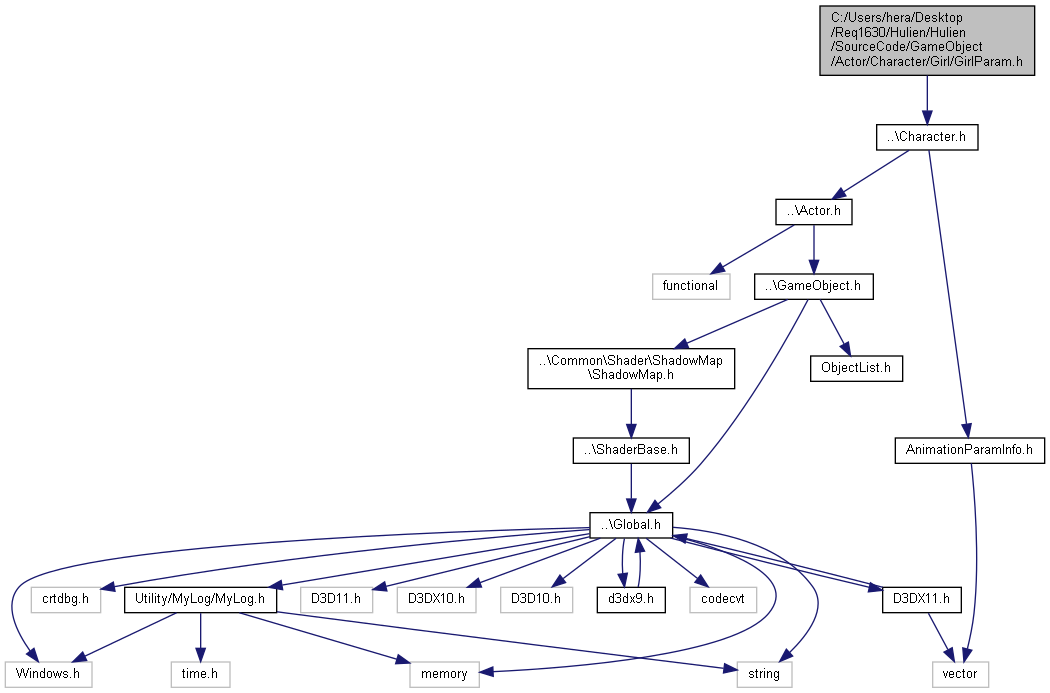 C:/Users/hera/Desktop
/Req1630/Hulien/Hulien
/SourceCode/GameObject
/Actor/Character/Girl/GirlParam.h
..\Character.h
..\Actor.h
functional
..\GameObject.h
..\Common\Shader\ShadowMap
\ShadowMap.h
ObjectList.h
..\ShaderBase.h
AnimationParamInfo.h
..\Global.h
crtdbg.h
Utility/MyLog/MyLog.h
D3D11.h
D3DX10.h
D3D10.h
d3dx9.h
codecvt
D3DX11.h
Windows.h
time.h
memory
string
vector